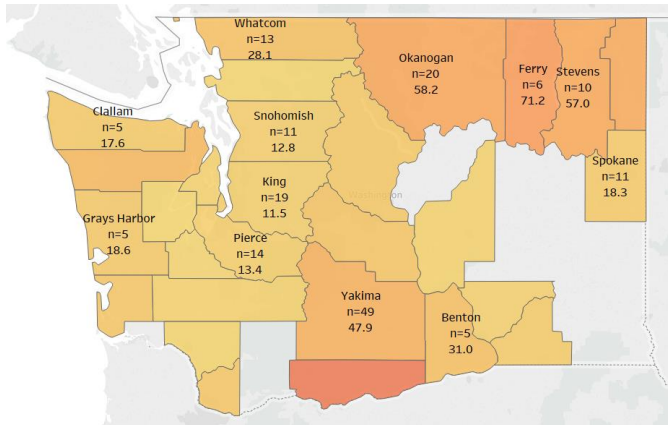 Whatcom
n=13
28.1
Okanogan
n=20
58.2
Ferry
n=6
71.2
Stevens
n=10
57.0
Clallam
n=5
17.6
Snohomish
n=11
12.8
Spokane
n=11
18.3
King
n=19
11.5
Washington
Grays Harbor
n=5
18.6
Pierce
n=14
13.4
Yakima
n=49
47.9
Benton
n=5
31.0